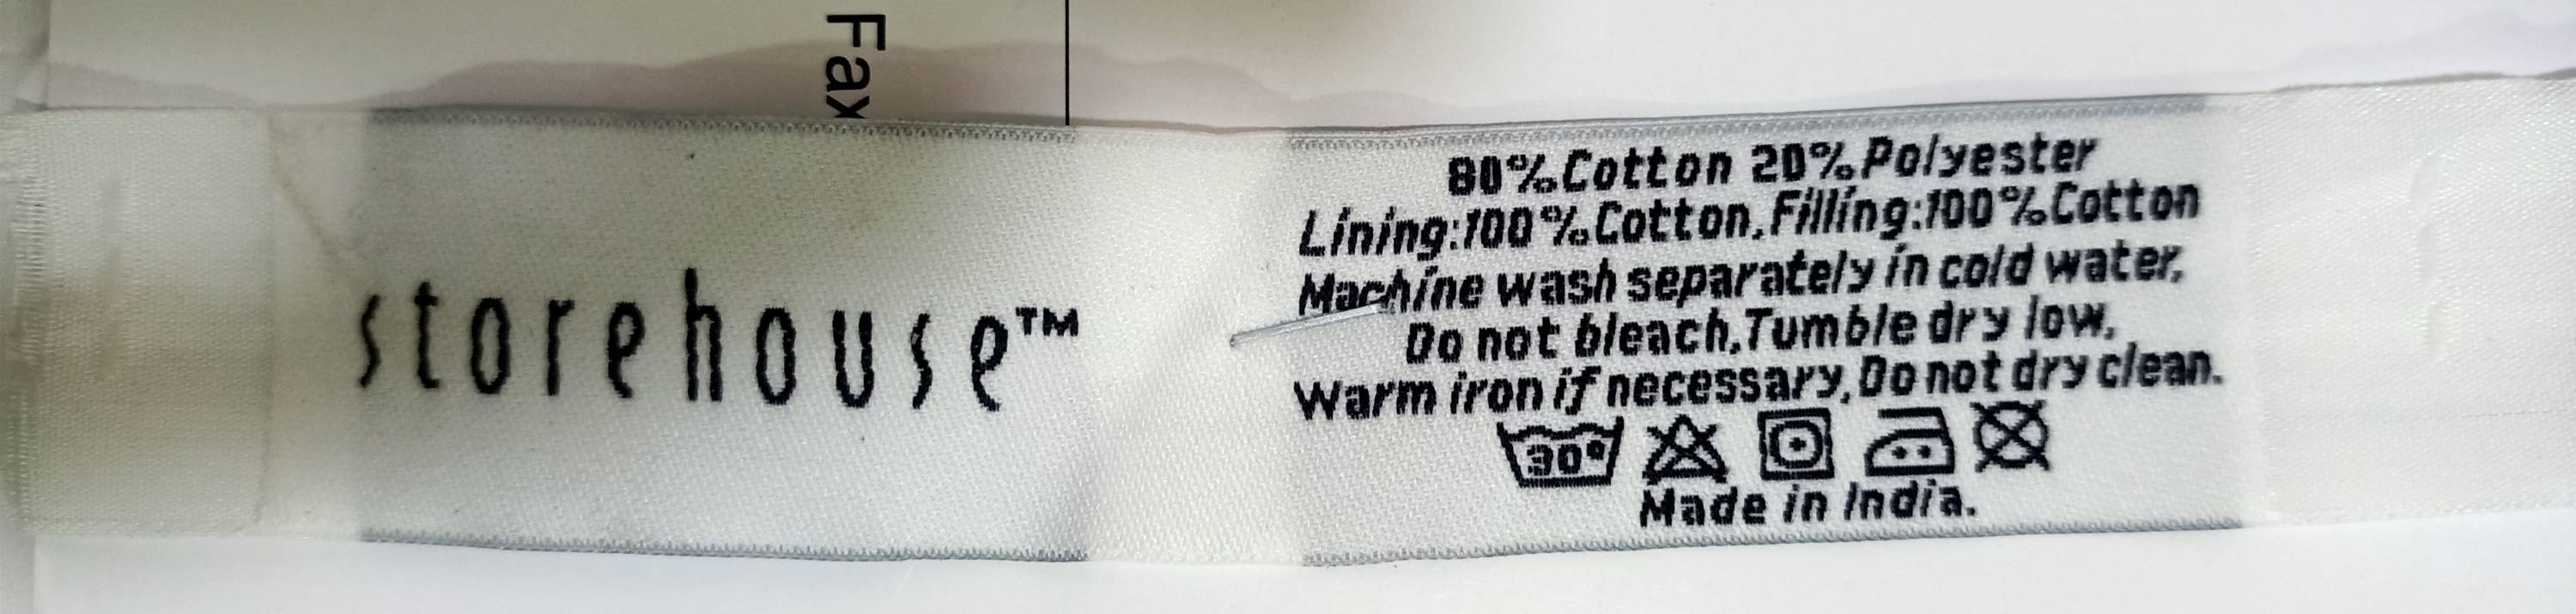 Fax
storehouse™
80%Cotton 20%Polyester
Lining:100%Cotton,Filling:100%Cotton
Machine wash separately in cold water,
Do not bleach,Tumble dry low,
Warm iron if necessary,Do not dry clean.
30°
Made in India.